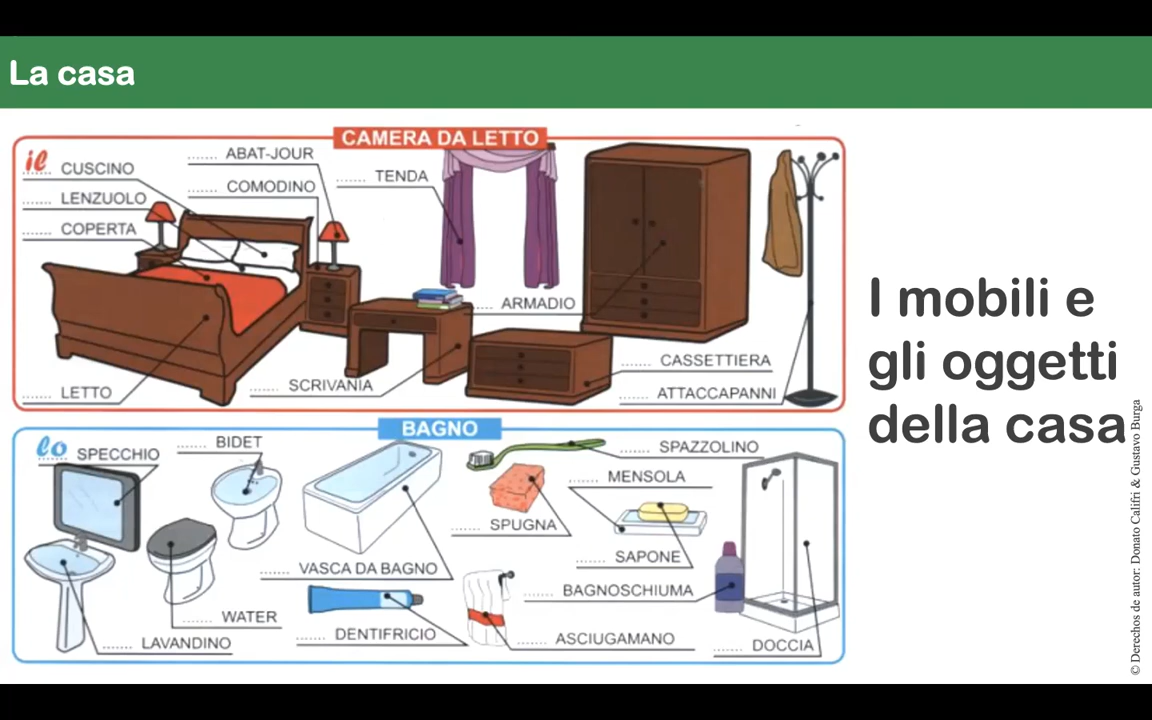 La casa
CAMERA DA LETTO
il CUSCINO
....... ABAT-JOUR
LENZUOLO
....... COMODINO
....... TENDA
COPERTA
....... ARMADIO
....... CASSETTIERA
....... SCRIVANIA
....... LETTO
....... ATTACCAPANNI
BAGNO
lo SPECCHIO
....... BIDET
....... SPAZZOLINO
....... MENSOLA
....... SPUGNA
....... SAPONE
....... VASCA DA BAGNO
....... BAGNOSCHIUMA
....... WATER
....... DENTIFRICIO
....... ASCIUGAMANO
....... LAVANDINO
....... DOCCIA
I mobili e
gli oggetti
della casa
© Derechos de autor: Donato Califri & Gustavo Burga